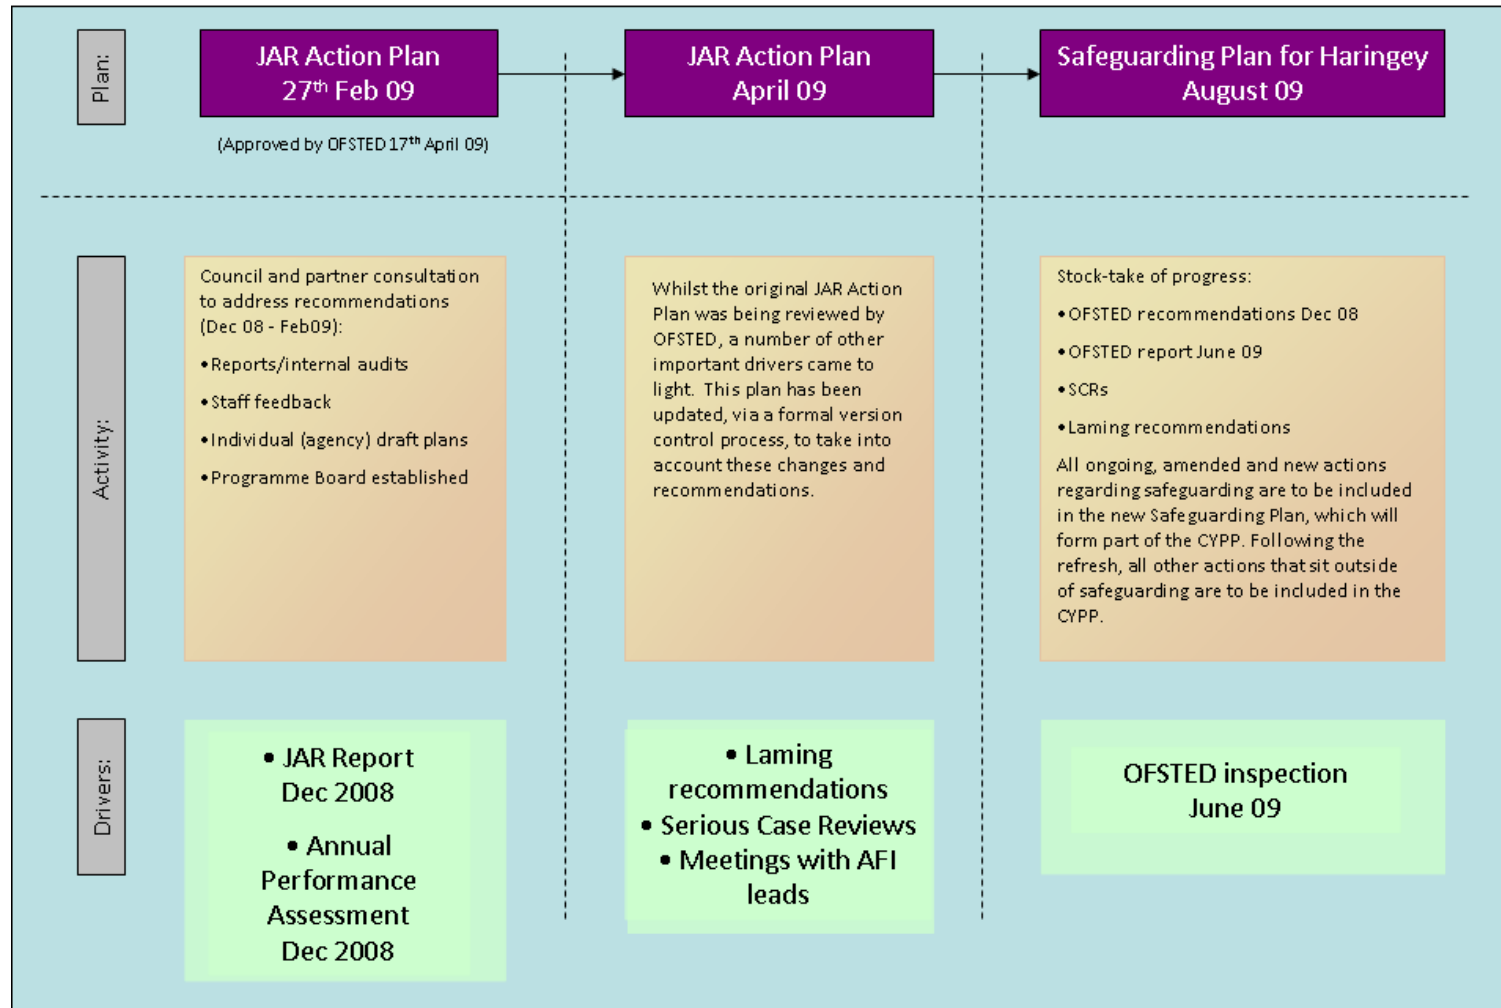 Plan:
JAR Action Plan
27th Feb 09
(Approved by OFSTED 17th April 09)
JAR Action Plan
April 09
Safeguarding Plan for Haringey
August 09
Activity:
Council and partner consultation
to address recommendations
(Dec 08 - Feb09):
•Reports/internal audits
•Staff feedback
•Individual (agency) draft plans
•Programme Board established
Whilst the original JAR Action
Plan was being reviewed by
OFSTED, a number of other
important drivers came to
light.  This plan has been
updated, via a formal version
control process, to take into
account these changes and
recommendations.
Stock-take of progress:
•OFSTED recommendations Dec 08
•OFSTED report June 09
•SCRs
•Laming recommendations
All ongoing, amended and new actions
regarding safeguarding are to be included
in the new Safeguarding Plan, which will
form part of the CYPP. Following the
refresh, all other actions that sit outside
of safeguarding are to be included in the
CYPP.
Drivers:
• JAR Report
Dec 2008
• Annual
Performance
Assessment
Dec 2008
• Laming
recommendations
• Serious Case Reviews
• Meetings with AFI
leads
OFSTED inspection
June 09